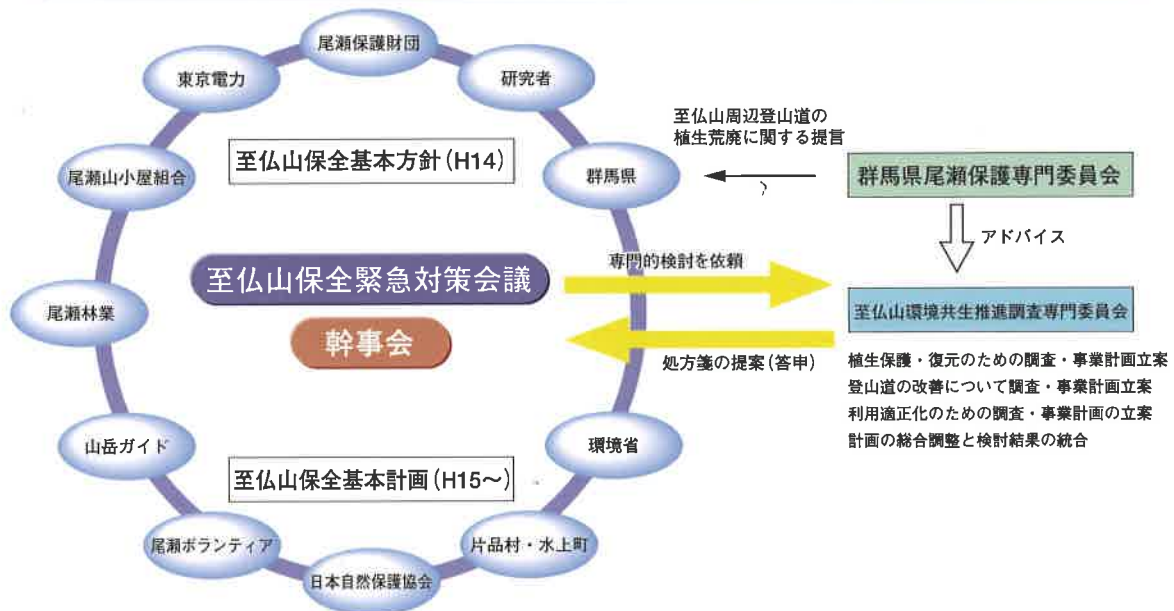 尾瀬保護財団
東京電力
研究者
至仏山周辺登山道の
植生荒廃に関する提言
至仏山保全基本方針(H14)
尾瀬山小屋組合
群馬県
群馬県尾瀬保護専門委員会
アドバイス
至仏山保全緊急対策会議
専門的検討を依頼
尾瀬林業
至仏山環境共生推進調査専門委員会
幹事会
処方箋の提案(答申)
植生保護・復元のための調査・事業計画立案
登山道の改善について調査・事業計画立案
利用適正化のための調査・事業計画の立案
計画の総合調整と検討結果の統合
山岳ガイド
環境省
至仏山保全基本計画(H15〜)
尾瀬ボランティア
片品村・水上町
日本自然保護協会